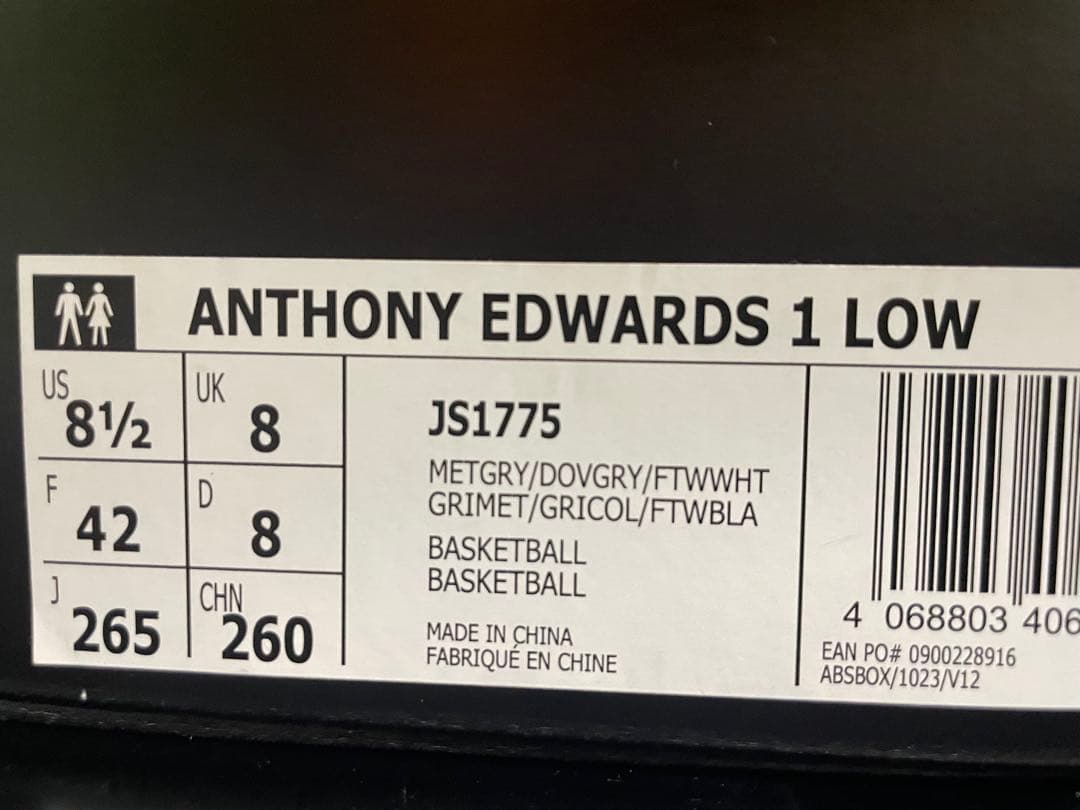 ANTHONY EDWARDS 1 LOW
US 8½
UK 8
F 42
D 8
J 265
CHN 260
JS1775
METGRY/DOVGRY/FTWWHT
GRIMET/GRICOL/FTWBLA
BASKETBALL
BASKETBALL
MADE IN CHINA
FABRIQUÉ EN CHINE
4 068803 406
EAN PO# 0900228916
ABSBOX/1023/V12